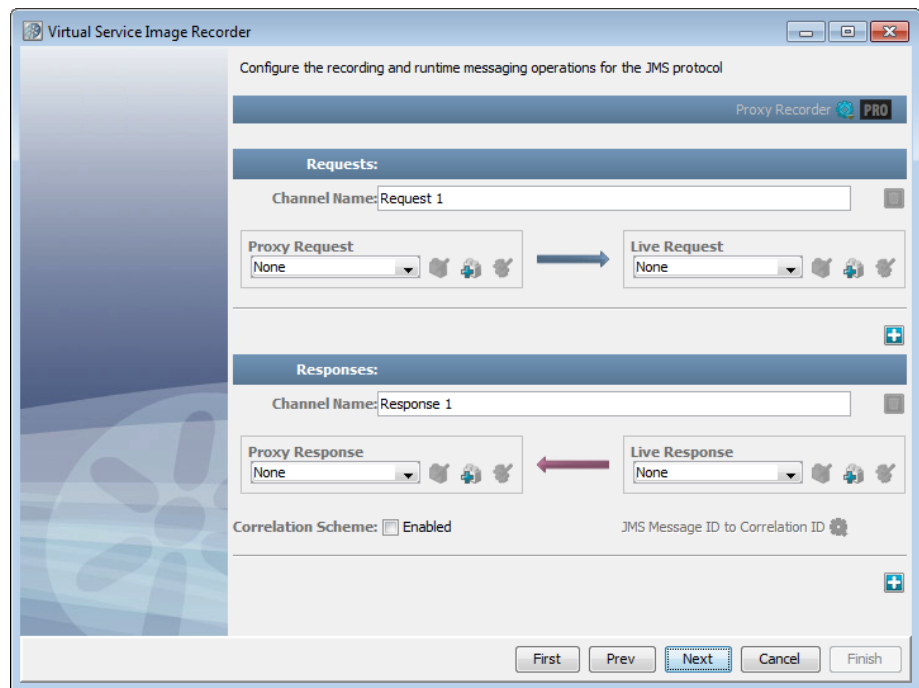 Virtual Service Image Recorder
Configure the recording and runtime messaging operations for the JMS protocol
Proxy Recorder PRO
Requests:
Channel Name: Request 1
Proxy Request
None
Live Request
None
Responses:
Channel Name: Response 1
Proxy Response
None
Live Response
None
Correlation Scheme: Enabled
JMS Message ID to Correlation ID
First Prev Next Cancel Finish